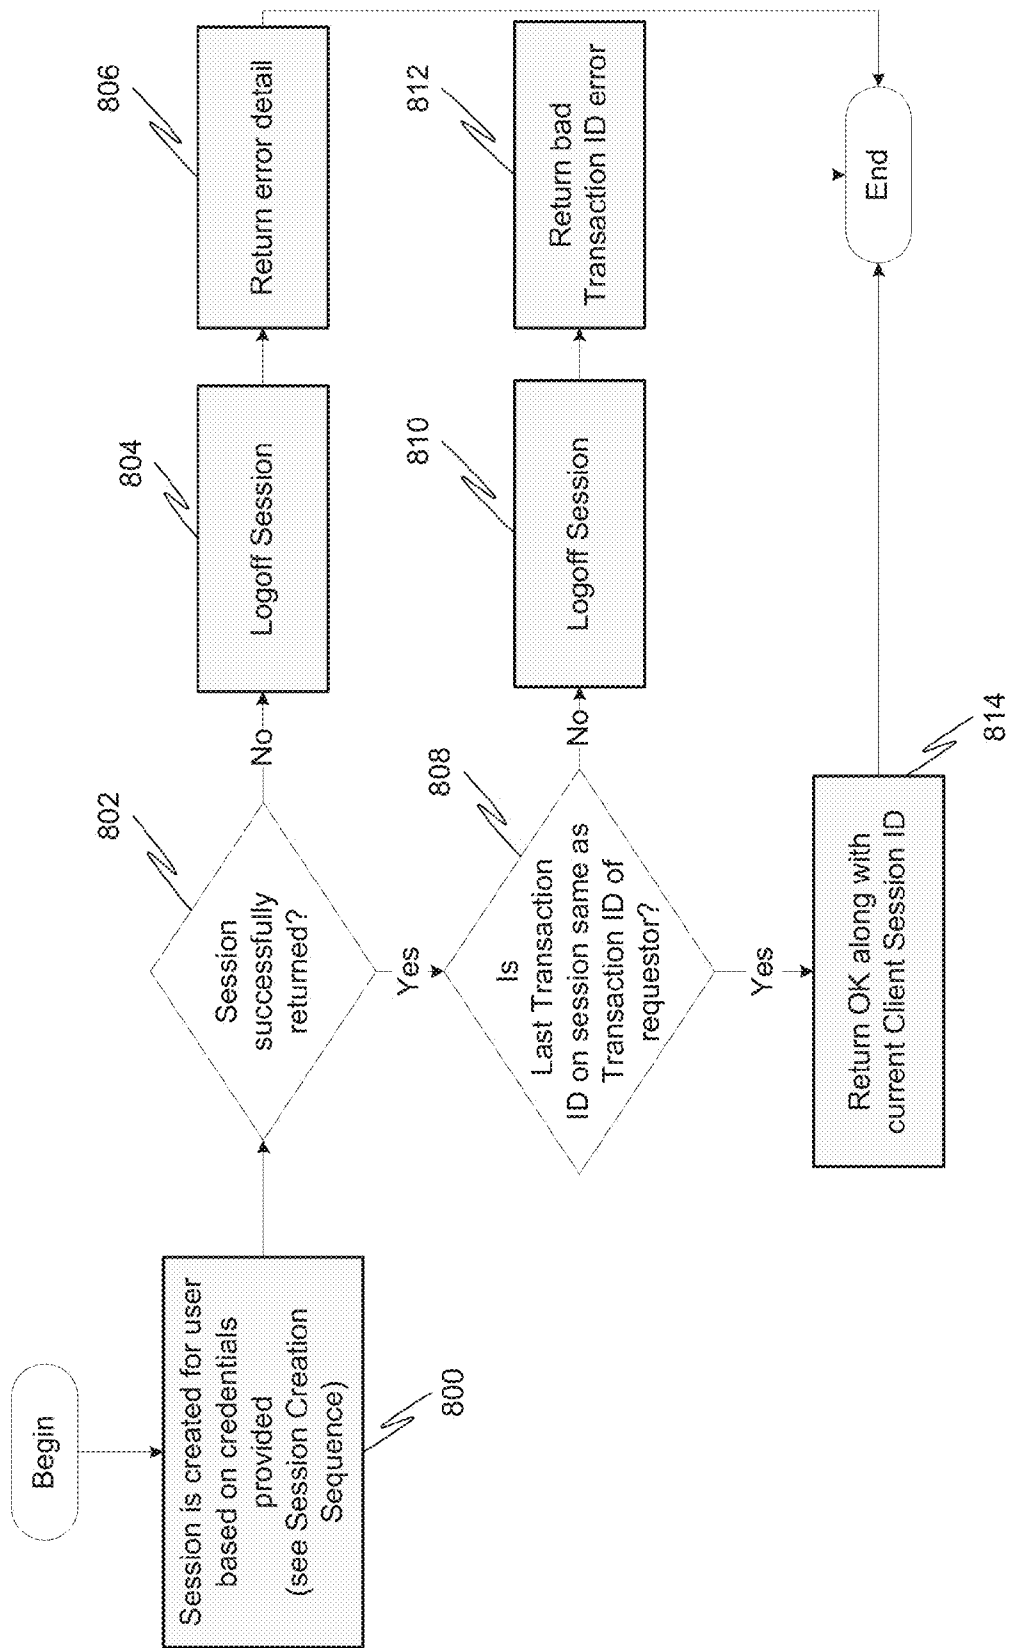 Begin
Session is created for user
based on credentials
provided
(see Session Creation
Sequence)
800
Session
successfully
returned?
802
No
Logoff Session
804
Return error detail
806
Yes
Is
Last Transaction
ID on session same as
Transaction ID of
requestor?
808
No
Logoff Session
810
Return bad
Transaction ID error
812
Yes
Return OK along with
current Client Session ID
814
End